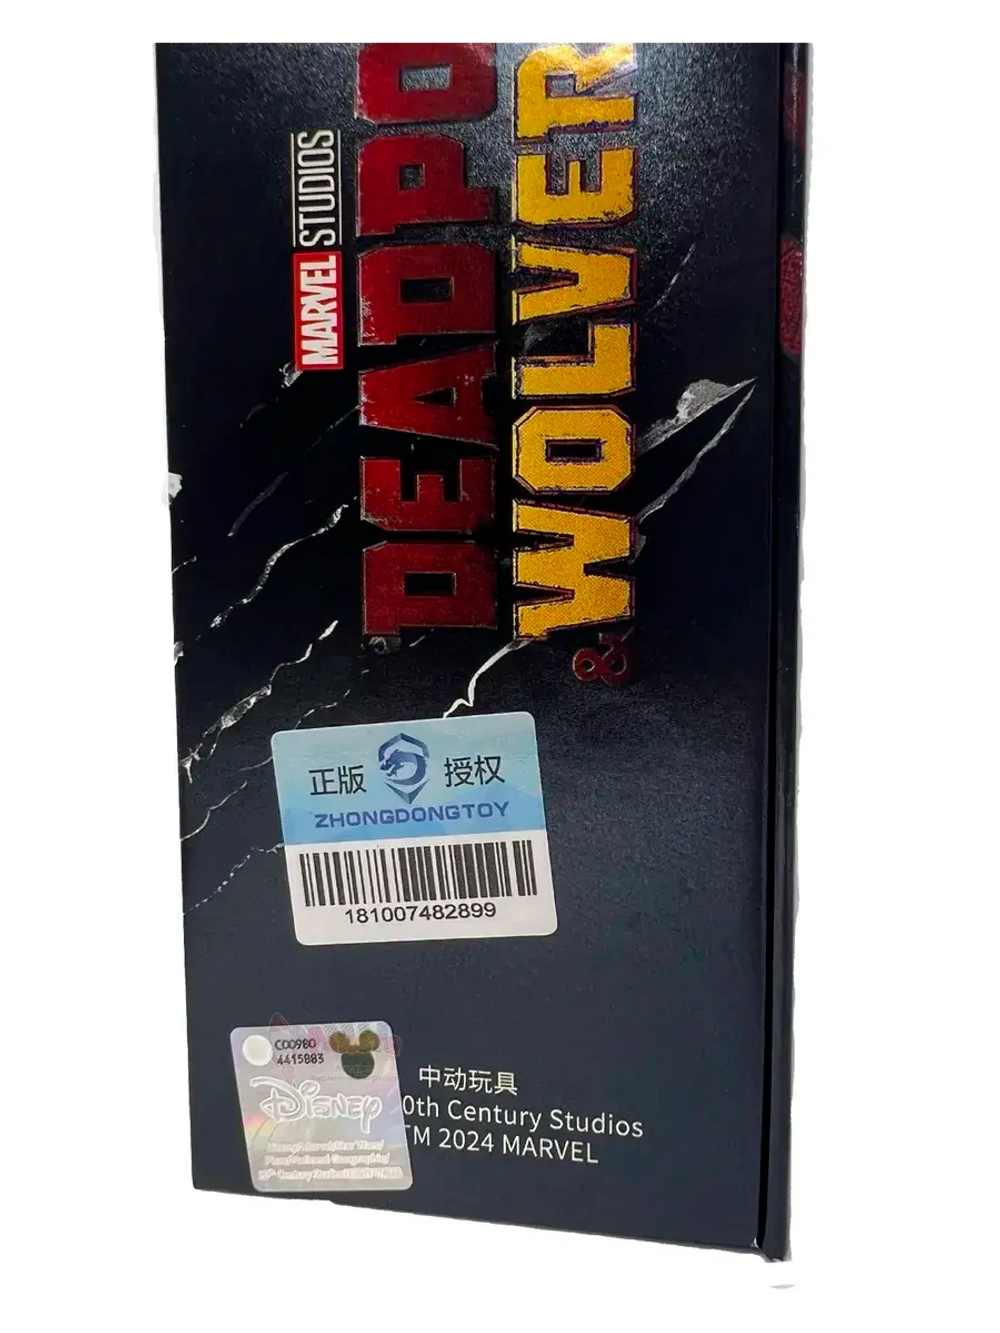 MARVEL STUDIOS
DEADPO
& WOLVER
正版 授权
ZHONGDONGTOY
181007482899
C00980
4415883
Disney
中动玩具
0th Century Studios
TM 2024 MARVEL